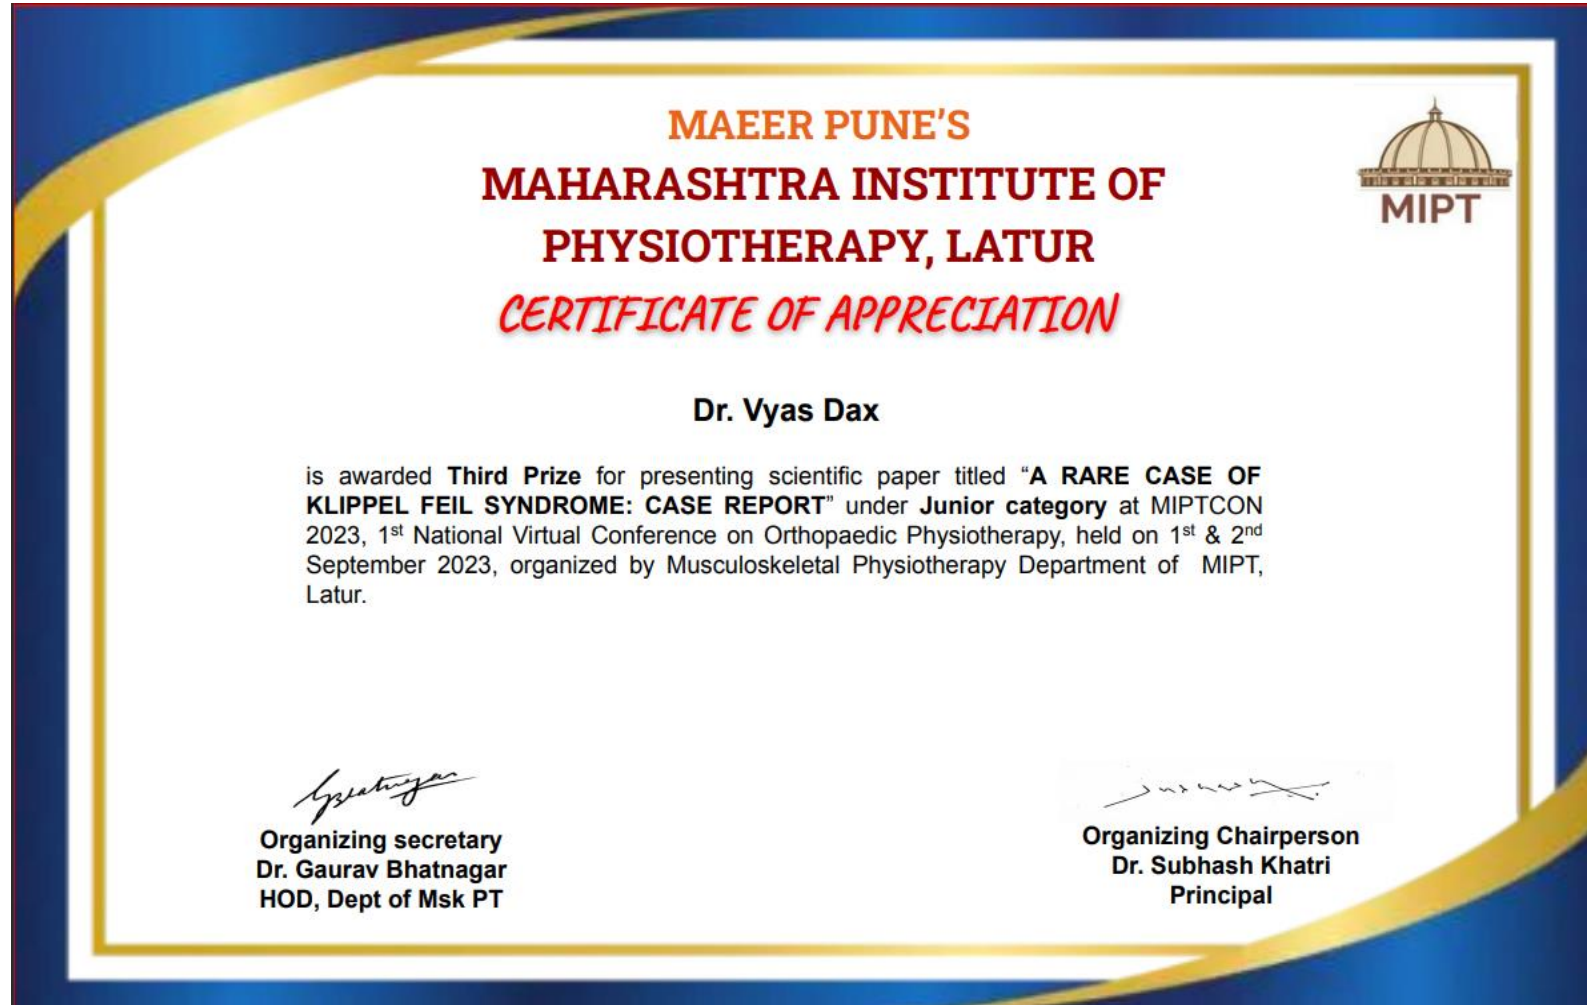 MAEER PUNE'S
MAHARASHTRA INSTITUTE OF
PHYSIOTHERAPY, LATUR
MIPT
CERTIFICATE OF APPRECIATION
Dr. Vyas Dax
is awarded Third Prize for presenting scientific paper titled “A RARE CASE OF
KLIPPEL FEIL SYNDROME: CASE REPORT” under Junior category at MIPTCON
2023, 1st National Virtual Conference on Orthopaedic Physiotherapy, held on 1st & 2nd
September 2023, organized by Musculoskeletal Physiotherapy Department of MIPT,
Latur.
Organizing secretary
Dr. Gaurav Bhatnagar
HOD, Dept of Msk PT
Organizing Chairperson
Dr. Subhash Khatri
Principal